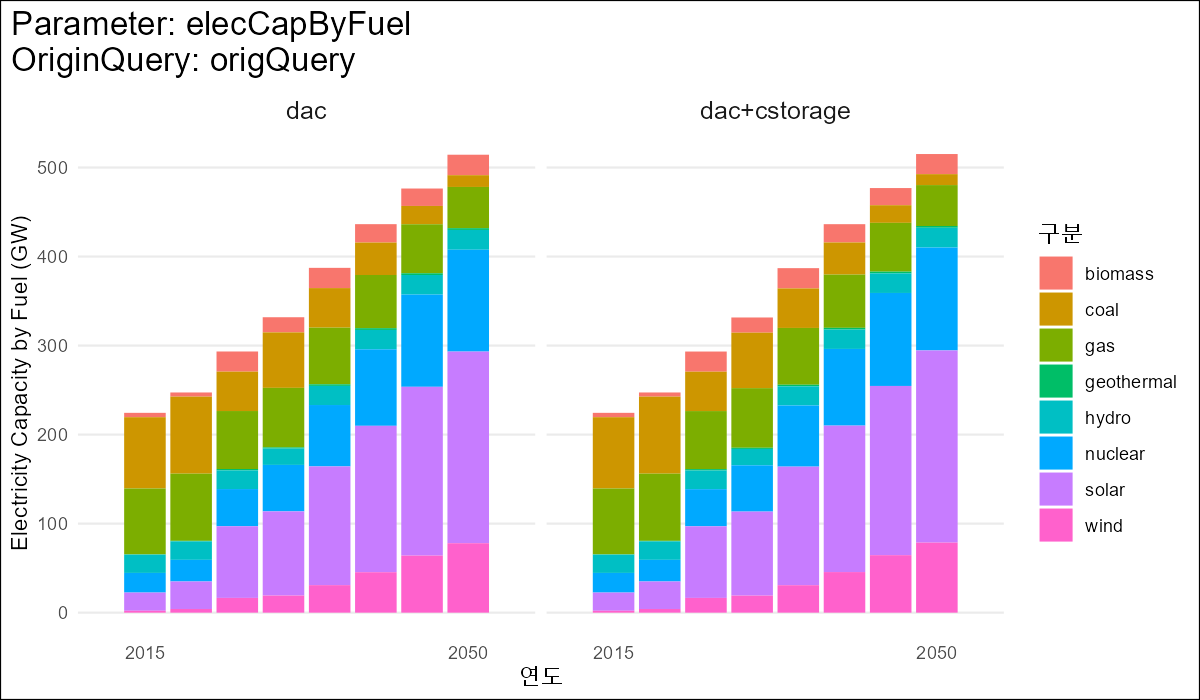 Parameter: elecCapByFuel
OriginQuery: origQuery
dac
dac+cstorage
Electricity Capacity by Fuel (GW)
500
400
300
200
100
0
2015
2050
2015
2050
연도
구분
biomass
coal
gas
geothermal
hydro
nuclear
solar
wind